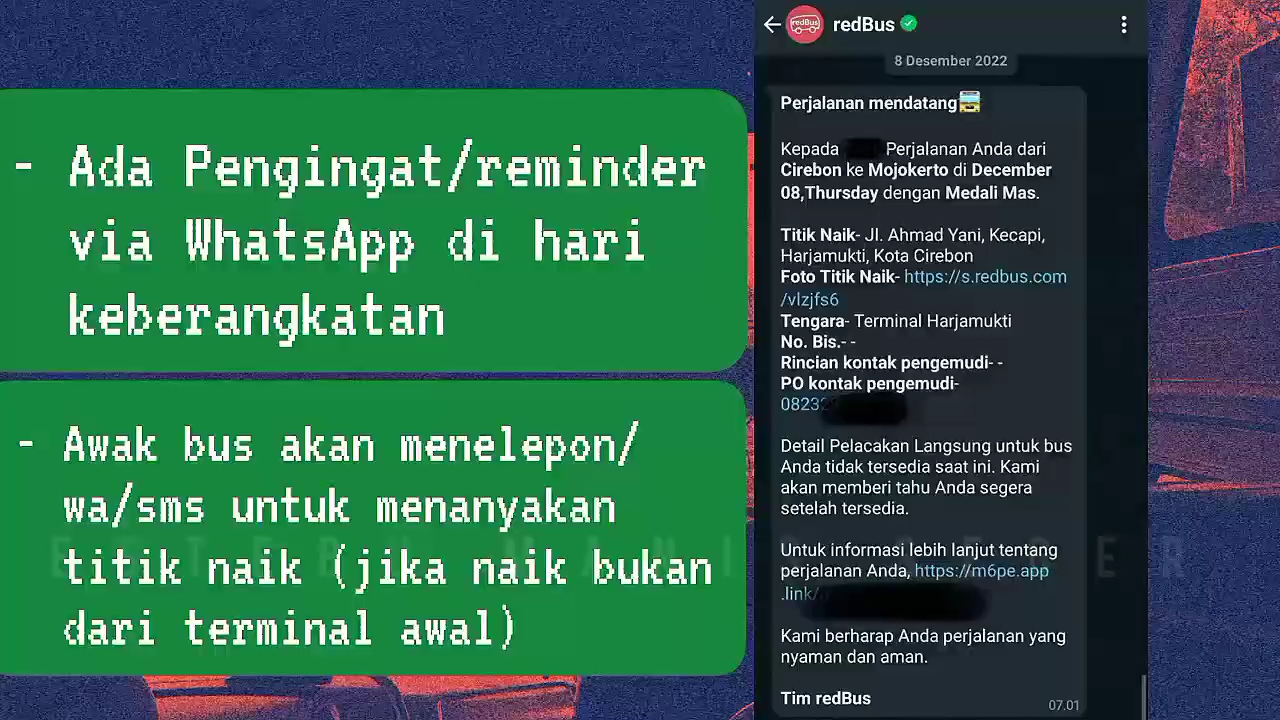 - Ada Pengingat/reminder
via WhatsApp di hari
keberangkatan
- Awak bus akan menelepon/
wa/sms untuk menanyakan
titik naik (jika naik bukan
dari terminal awal)
redBus
redBus
8 Desember 2022
Perjalanan mendatang
Kepada Perjalanan Anda dari
Cirebon ke Mojokerto di December
08,Thursday dengan Medali Mas.
Titik Naik- Jl. Ahmad Yani, Kecapi,
Harjamukti, Kota Cirebon
Foto Titik Naik- https://s.redbus.com
/vlzjfs6
Tengara- Terminal Harjamukti
No. Bis.- -
Rincian kontak pengemudi- -
PO kontak pengemudi-
0823
Detail Pelacakan Langsung untuk bus
Anda tidak tersedia saat ini. Kami
akan memberi tahu Anda segera
setelah tersedia.
Untuk informasi lebih lanjut tentang
perjalanan Anda, https://m6pe.app
.link/
Kami berharap Anda perjalanan yang
nyaman dan aman.
Tim redBus
07.01